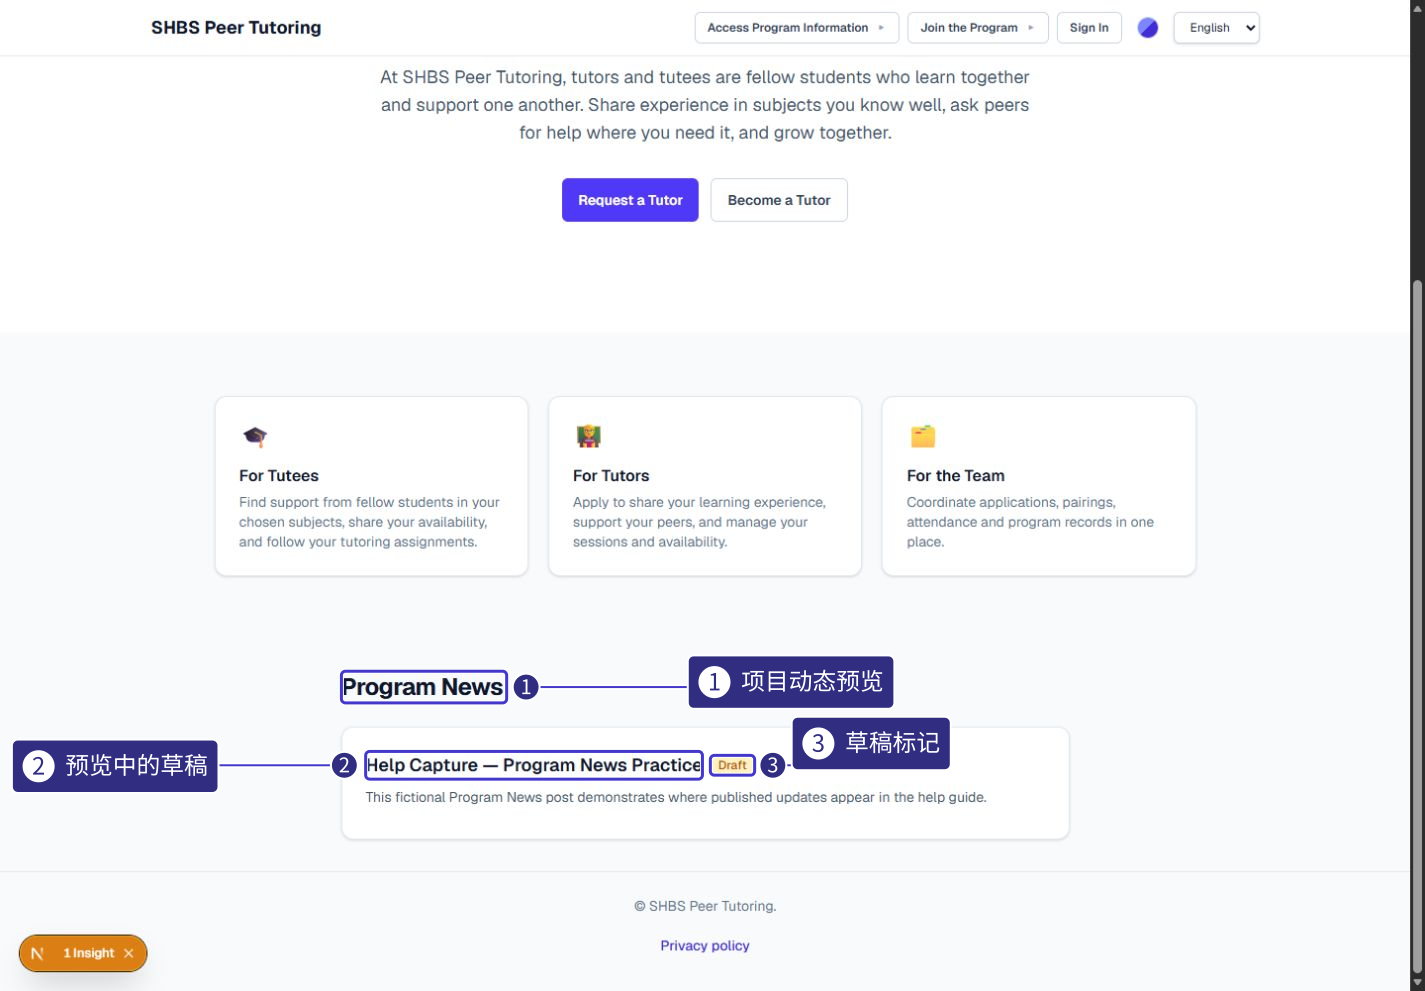 SHBS Peer Tutoring
Access Program Information
Join the Program
Sign In
English
At SHBS Peer Tutoring, tutors and tutees are fellow students who learn together
and support one another. Share experience in subjects you know well, ask peers
for help where you need it, and grow together.
Request a Tutor
Become a Tutor
For Tutees
Find support from fellow students in your
chosen subjects, share your availability,
and follow your tutoring assignments.
For Tutors
Apply to share your learning experience,
support your peers, and manage your
sessions and availability.
For the Team
Coordinate applications, pairings,
attendance and program records in one
place.
Program News
1
1 项目动态预览
2 预览中的草稿
2
Help Capture — Program News Practice
Draft
3
3 草稿标记
This fictional Program News post demonstrates where published updates appear in the help guide.
© SHBS Peer Tutoring.
Privacy policy
N 1 Insight ×